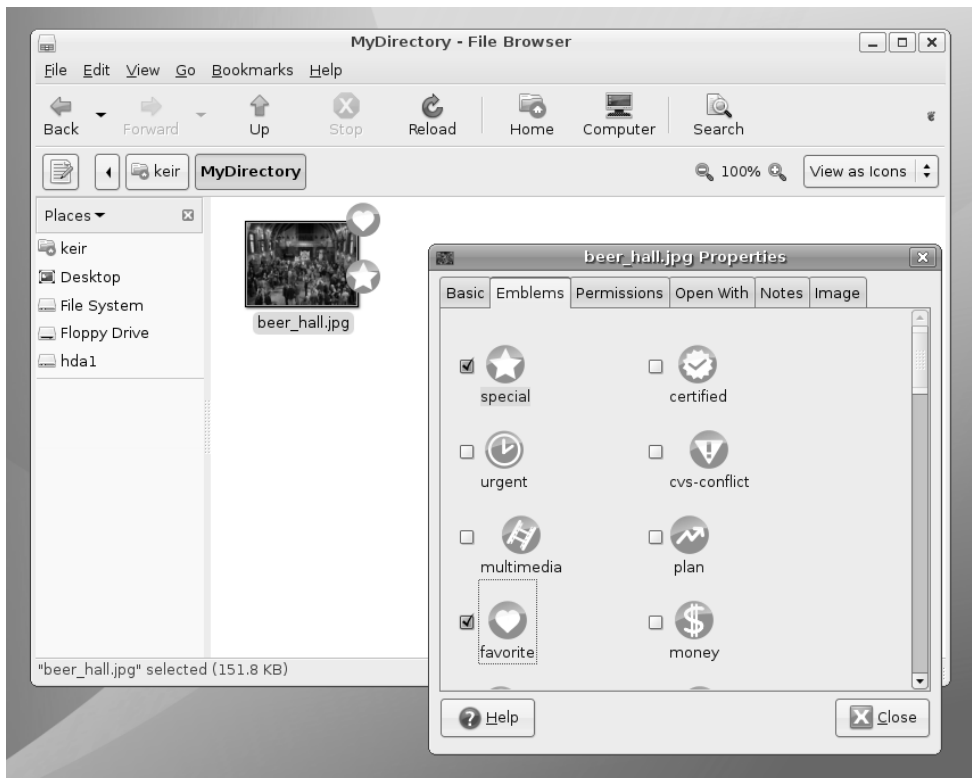 MyDirectory - File Browser
File Edit View Go Bookmarks Help
Back Forward Up Stop Reload Home Computer Search
keir MyDirectory 100% View as Icons
Places
keir
Desktop
File System
Floppy Drive
hda1
beer_hall.jpg
"beer_hall.jpg" selected (151.8 KB)
beer_hall.jpg Properties
Basic Emblems Permissions Open With Notes Image
special certified
urgent cvs-conflict
multimedia plan
favorite money
Help Close